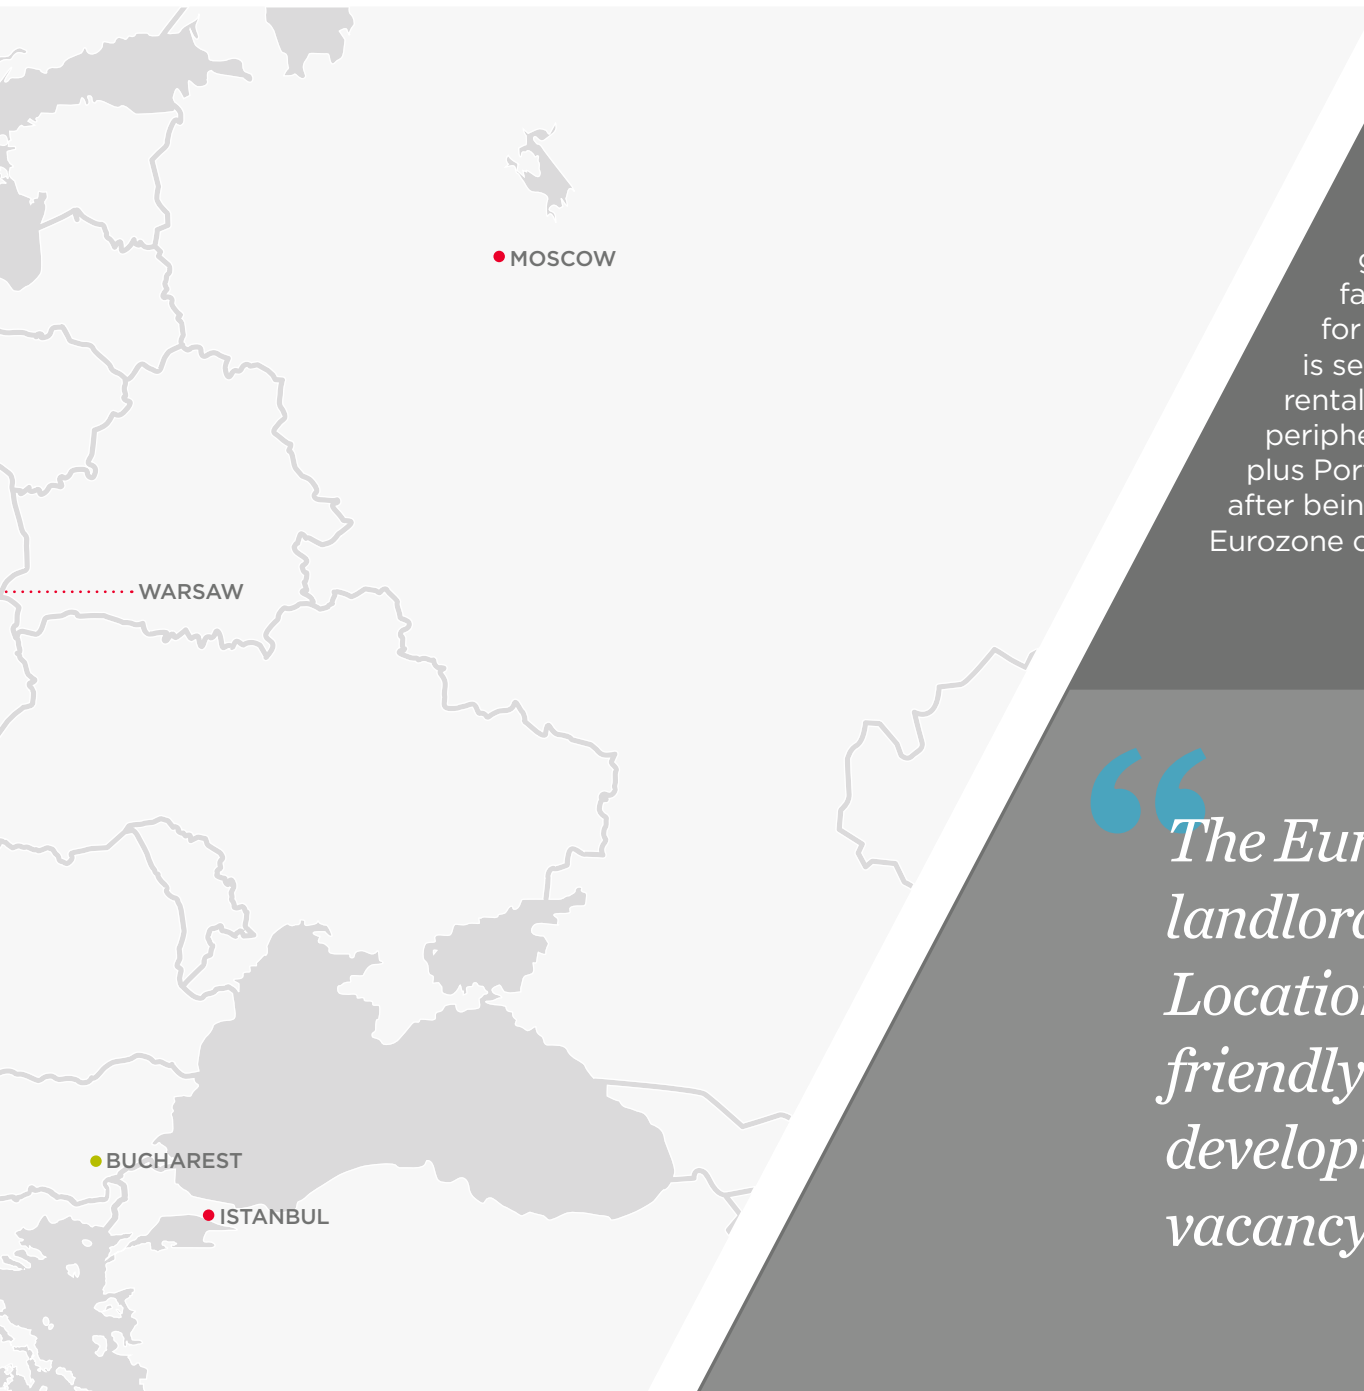 MOSCOW
WARSAW
BUCHAREST
ISTANBUL
fa
for
is se
rental
periphe
plus Por
after bein
Eurozone
“
The Eur
landlor
Locatio
friendly
develop
vacancy